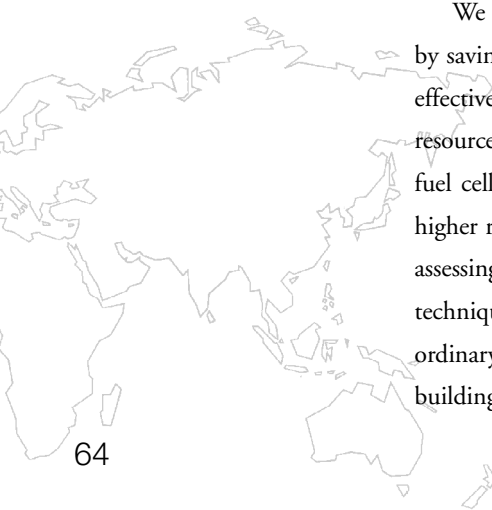 We
by savin
effective
resource
fuel cell
higher r
assessing
techniqu
ordinary
building
64